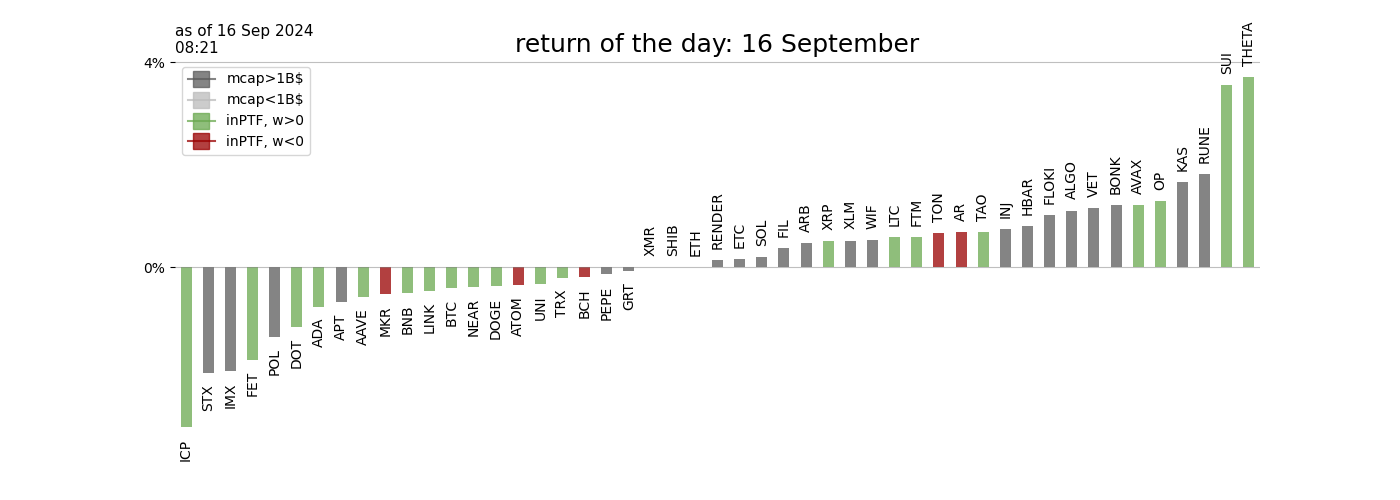 as of 16 Sep 2024
08:21
return of the day: 16 September
4%
0%
mcap>1B$
mcap<1B$
inPTF, w>0
inPTF, w<0
ICP
STX
IMX
FET
POL
DOT
ADA
APT
AAVE
MKR
BNB
LINK
BTC
NEAR
DOGE
ATOM
UNI
TRX
BCH
PEPE
GRT
XMR
SHIB
ETH
RENDER
ETC
SOL
FIL
ARB
XRP
XLM
WIF
LTC
FTM
TON
AR
TAO
INJ
HBAR
FLOKI
ALGO
VET
BONK
AVAX
OP
KAS
RUNE
SUI
THETA